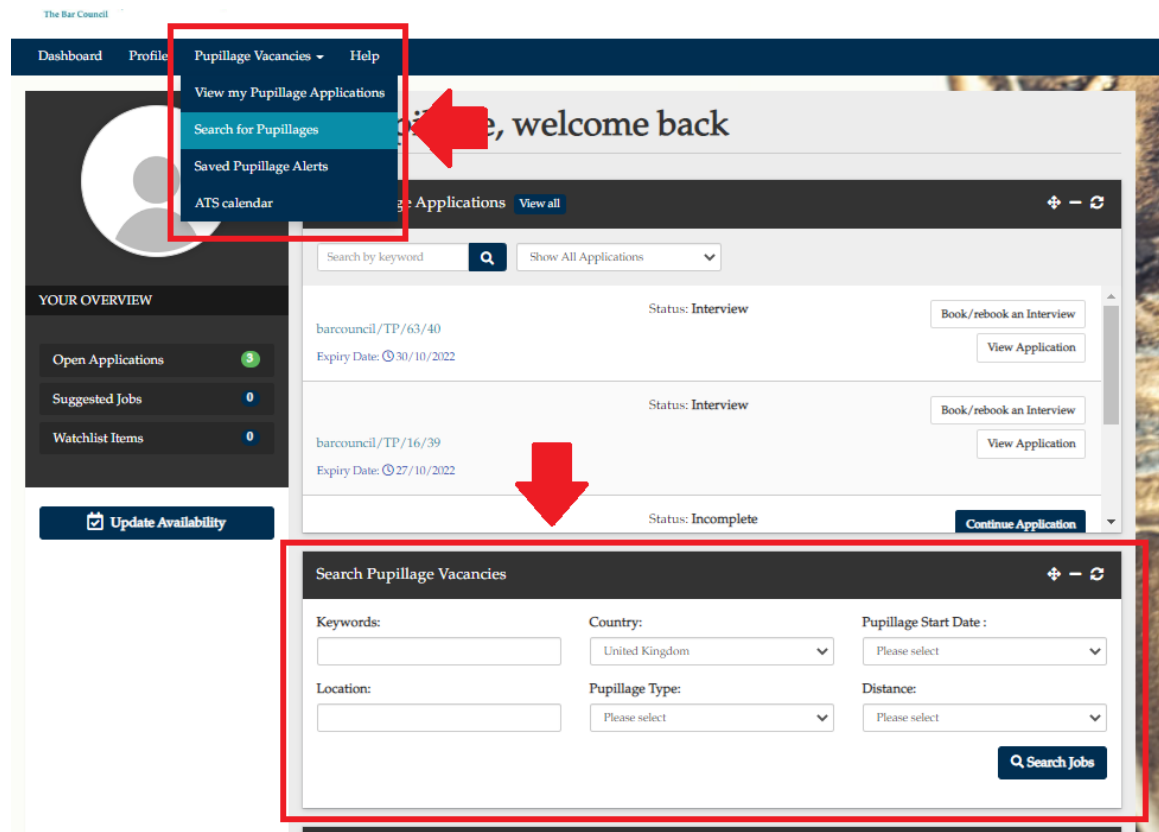 The Bar Council
Dashboard Profile Pupillage Vacancies Help
View my Pupillage Applications
Search for Pupillages
Saved Pupillage Alerts
ATS calendar
welcome back
Applications View all
Search by keyword Show All Applications
YOUR OVERVIEW
Open Applications 3
Suggested Jobs 0
Watchlist Items 0
Update Availability
Status: Interview
barcouncil/TP/63/40
Expiry Date: 30/10/2022
Book/rebook an Interview
View Application
Status: Interview
barcouncil/TP/16/39
Expiry Date: 27/10/2022
Book/rebook an Interview
View Application
Status: Incomplete
Continue Application
Search Pupillage Vacancies
Keywords: Country: Pupillage Start Date :
United Kingdom Please select
Location: Pupillage Type: Distance:
Please select Please select
Search Jobs